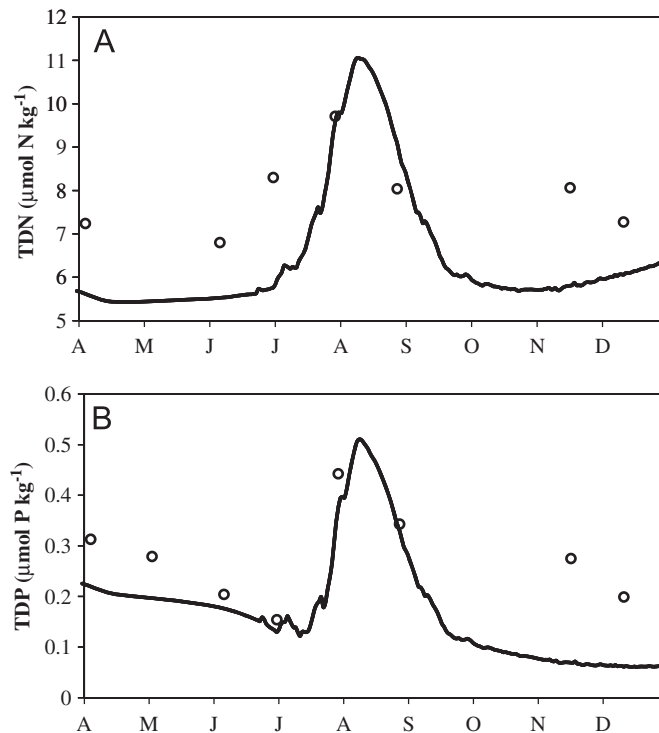 A
TDN (μmol N kg⁻¹)
12
11
10
9
8
7
6
5
A M J J A S O N D
B
TDP (μmol P kg⁻¹)
0.6
0.5
0.4
0.3
0.2
0.1
0
A M J J A S O N D